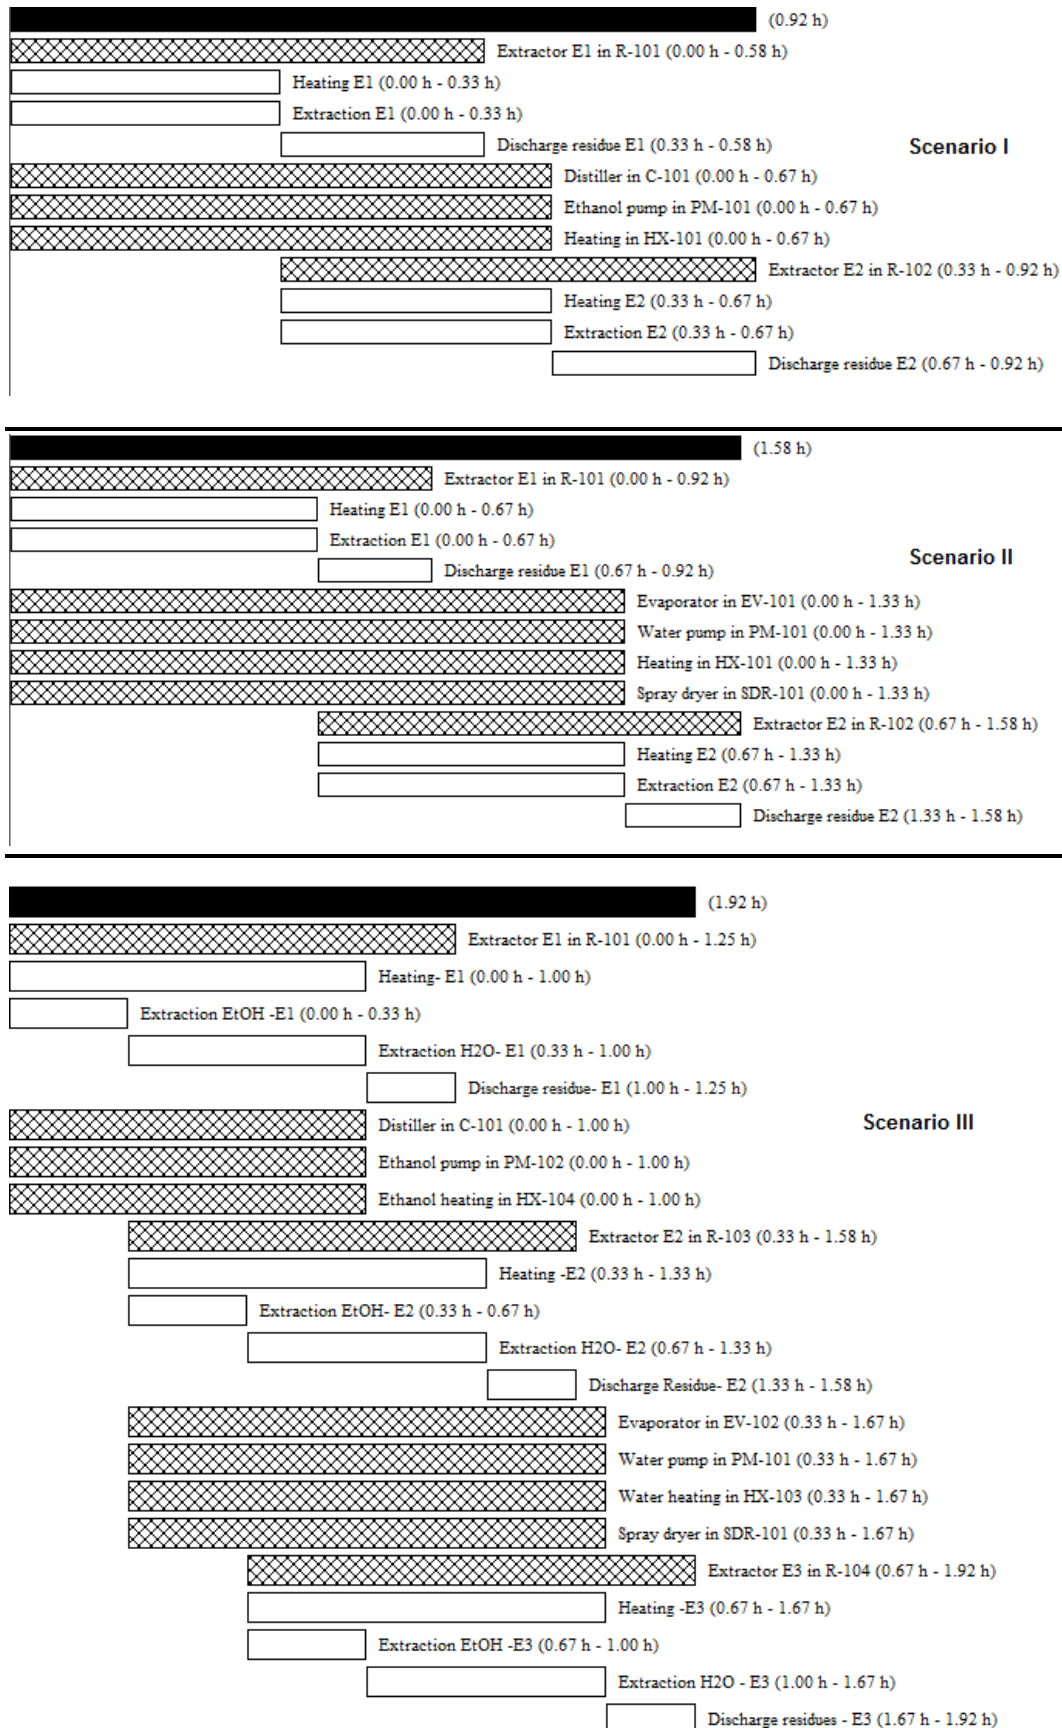 (0.92 h)
Extractor E1 in R-101 (0.00 h - 0.58 h)
Heating E1 (0.00 h - 0.33 h)
Extraction E1 (0.00 h - 0.33 h)
Discharge residue E1 (0.33 h - 0.58 h)
Scenario I
Distiller in C-101 (0.00 h - 0.67 h)
Ethanol pump in PM-101 (0.00 h - 0.67 h)
Heating in HX-101 (0.00 h - 0.67 h)
Extractor E2 in R-102 (0.33 h - 0.92 h)
Heating E2 (0.33 h - 0.67 h)
Extraction E2 (0.33 h - 0.67 h)
Discharge residue E2 (0.67 h - 0.92 h)
(1.58 h)
Extractor E1 in R-101 (0.00 h - 0.92 h)
Heating E1 (0.00 h - 0.67 h)
Extraction E1 (0.00 h - 0.67 h)
Scenario II
Discharge residue E1 (0.67 h - 0.92 h)
Evaporator in EV-101 (0.00 h - 1.33 h)
Water pump in PM-101 (0.00 h - 1.33 h)
Heating in HX-101 (0.00 h - 1.33 h)
Spray dryer in SDR-101 (0.00 h - 1.33 h)
Extractor E2 in R-102 (0.67 h - 1.58 h)
Heating E2 (0.67 h - 1.33 h)
Extraction E2 (0.67 h - 1.33 h)
Discharge residue E2 (1.33 h - 1.58 h)
(1.92 h)
Extractor E1 in R-101 (0.00 h - 1.25 h)
Heating- E1 (0.00 h - 1.00 h)
Extraction EtOH -E1 (0.00 h - 0.33 h)
Extraction H2O- E1 (0.33 h - 1.00 h)
Discharge residue- E1 (1.00 h - 1.25 h)
Distiller in C-101 (0.00 h - 1.00 h)
Scenario III
Ethanol pump in PM-102 (0.00 h - 1.00 h)
Ethanol heating in HX-104 (0.00 h - 1.00 h)
Extractor E2 in R-103 (0.33 h - 1.58 h)
Heating -E2 (0.33 h - 1.33 h)
Extraction EtOH- E2 (0.33 h - 0.67 h)
Extraction H2O- E2 (0.67 h - 1.33 h)
Discharge Residue- E2 (1.33 h - 1.58 h)
Evaporator in EV-102 (0.33 h - 1.67 h)
Water pump in PM-101 (0.33 h - 1.67 h)
Water heating in HX-103 (0.33 h - 1.67 h)
Spray dryer in SDR-101 (0.33 h - 1.67 h)
Extractor E3 in R-104 (0.67 h - 1.92 h)
Heating -E3 (0.67 h - 1.67 h)
Extraction EtOH -E3 (0.67 h - 1.00 h)
Extraction H2O - E3 (1.00 h - 1.67 h)
Discharge residues - E3 (1.67 h - 1.92 h)